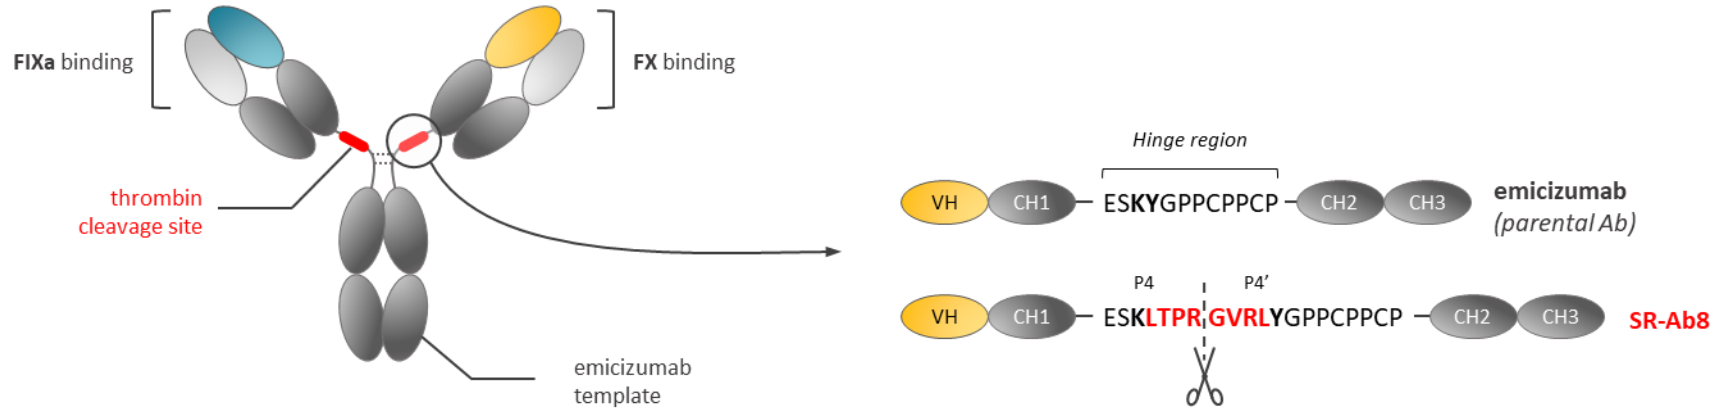 FIXa binding
FX binding
thrombin
cleavage site
emicizumab
template
Hinge region
VH CH1 ESKYGPPCPPCP CH2 CH3 emicizumab
(parental Ab)
P4 P4’
VH CH1 ESKLTPRGVRLYGPPCPPCP CH2 CH3 SR-Ab8